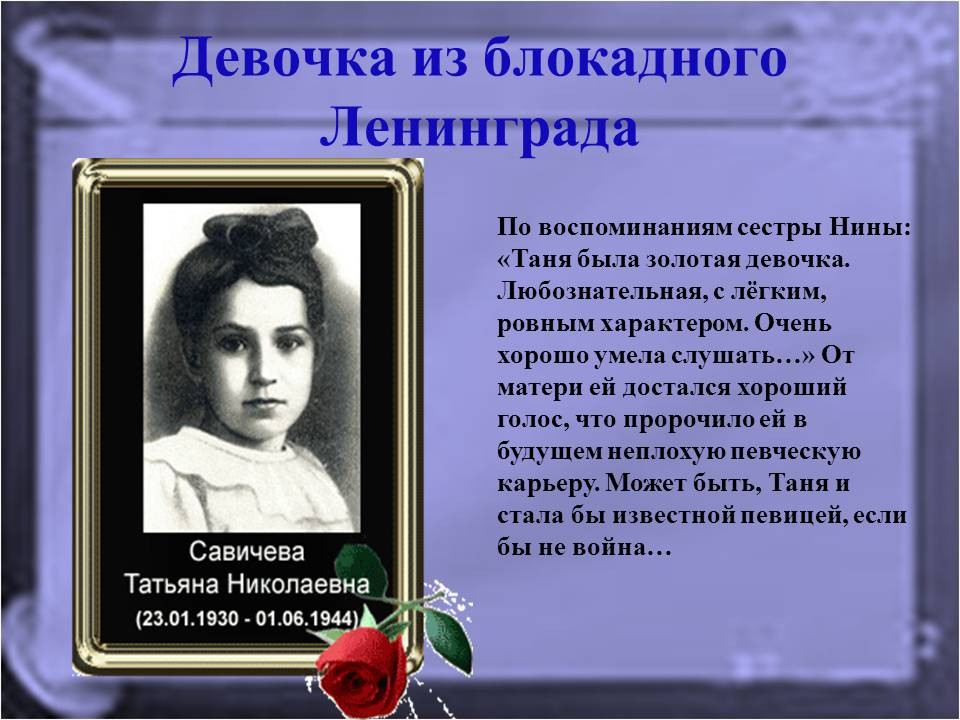 Девочка из блокадного
Ленинграда
По воспоминаниям сестры Нины:
«Таня была золотая девочка.
Любознательная, с лёгким,
ровным характером. Очень
хорошо умела слушать…» От
матери ей достался хороший
голос, что пророчило ей в
будущем неплохую певческую
карьеру. Может быть, Таня и
стала бы известной певицей, если
бы не война…
Савичева
Татьяна Николаевна
(23.01.1930 - 01.06.1944)